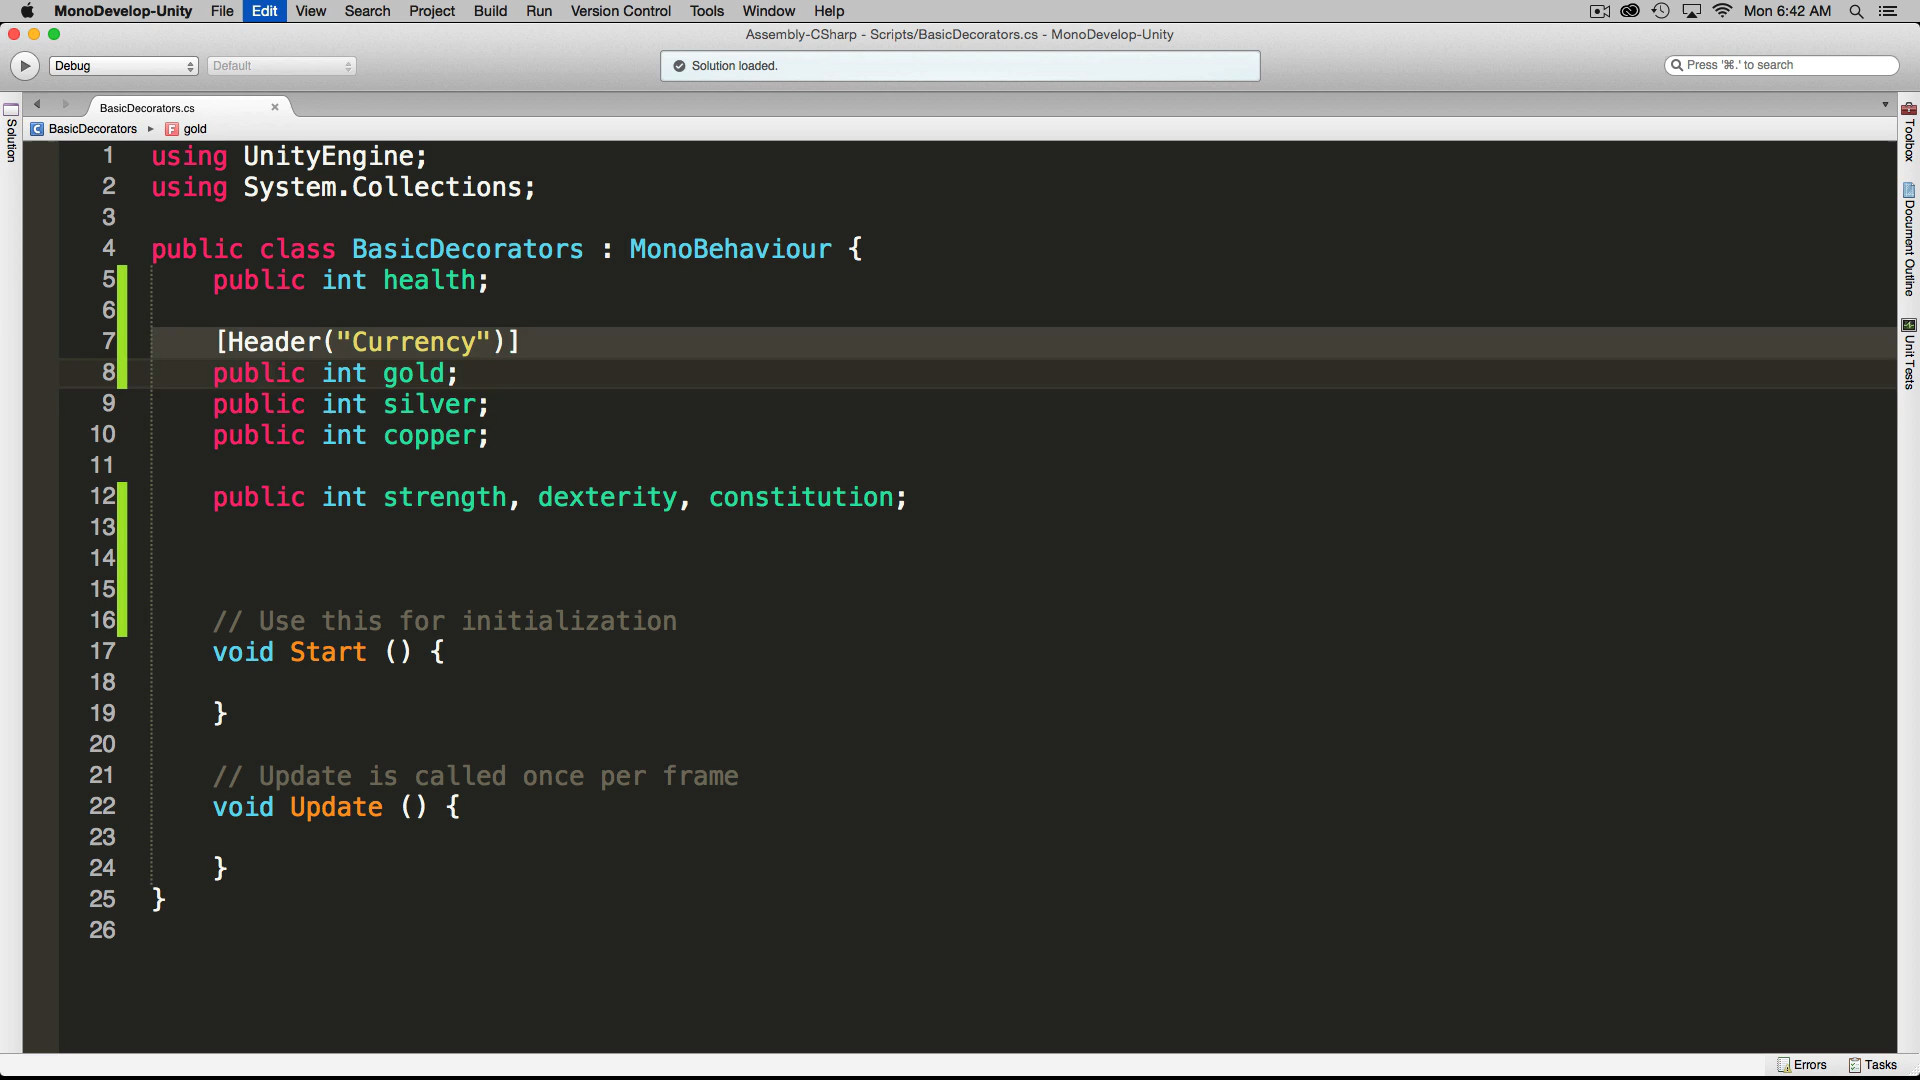 MonoDevelop-Unity File Edit View Search Project Build Run Version Control Tools Window Help Mon 6:42 AM
Assembly-CSharp - Scripts/BasicDecorators.cs - MonoDevelop-Unity
Debug Default Solution loaded. Press '⌘.' to search
BasicDecorators.cs
C BasicDecorators F gold
Solution
Toolbox
Document Outline
Unit Tests
1 using UnityEngine;
2 using System.Collections;
3
4 public class BasicDecorators : MonoBehaviour {
5 public int health;
6
7 [Header("Currency")]
8 public int gold;
9 public int silver;
10 public int copper;
11
12 public int strength, dexterity, constitution;
13
14
15
16 // Use this for initialization
17 void Start () {
18
19 }
20
21 // Update is called once per frame
22 void Update () {
23
24 }
25 }
26
Errors Tasks